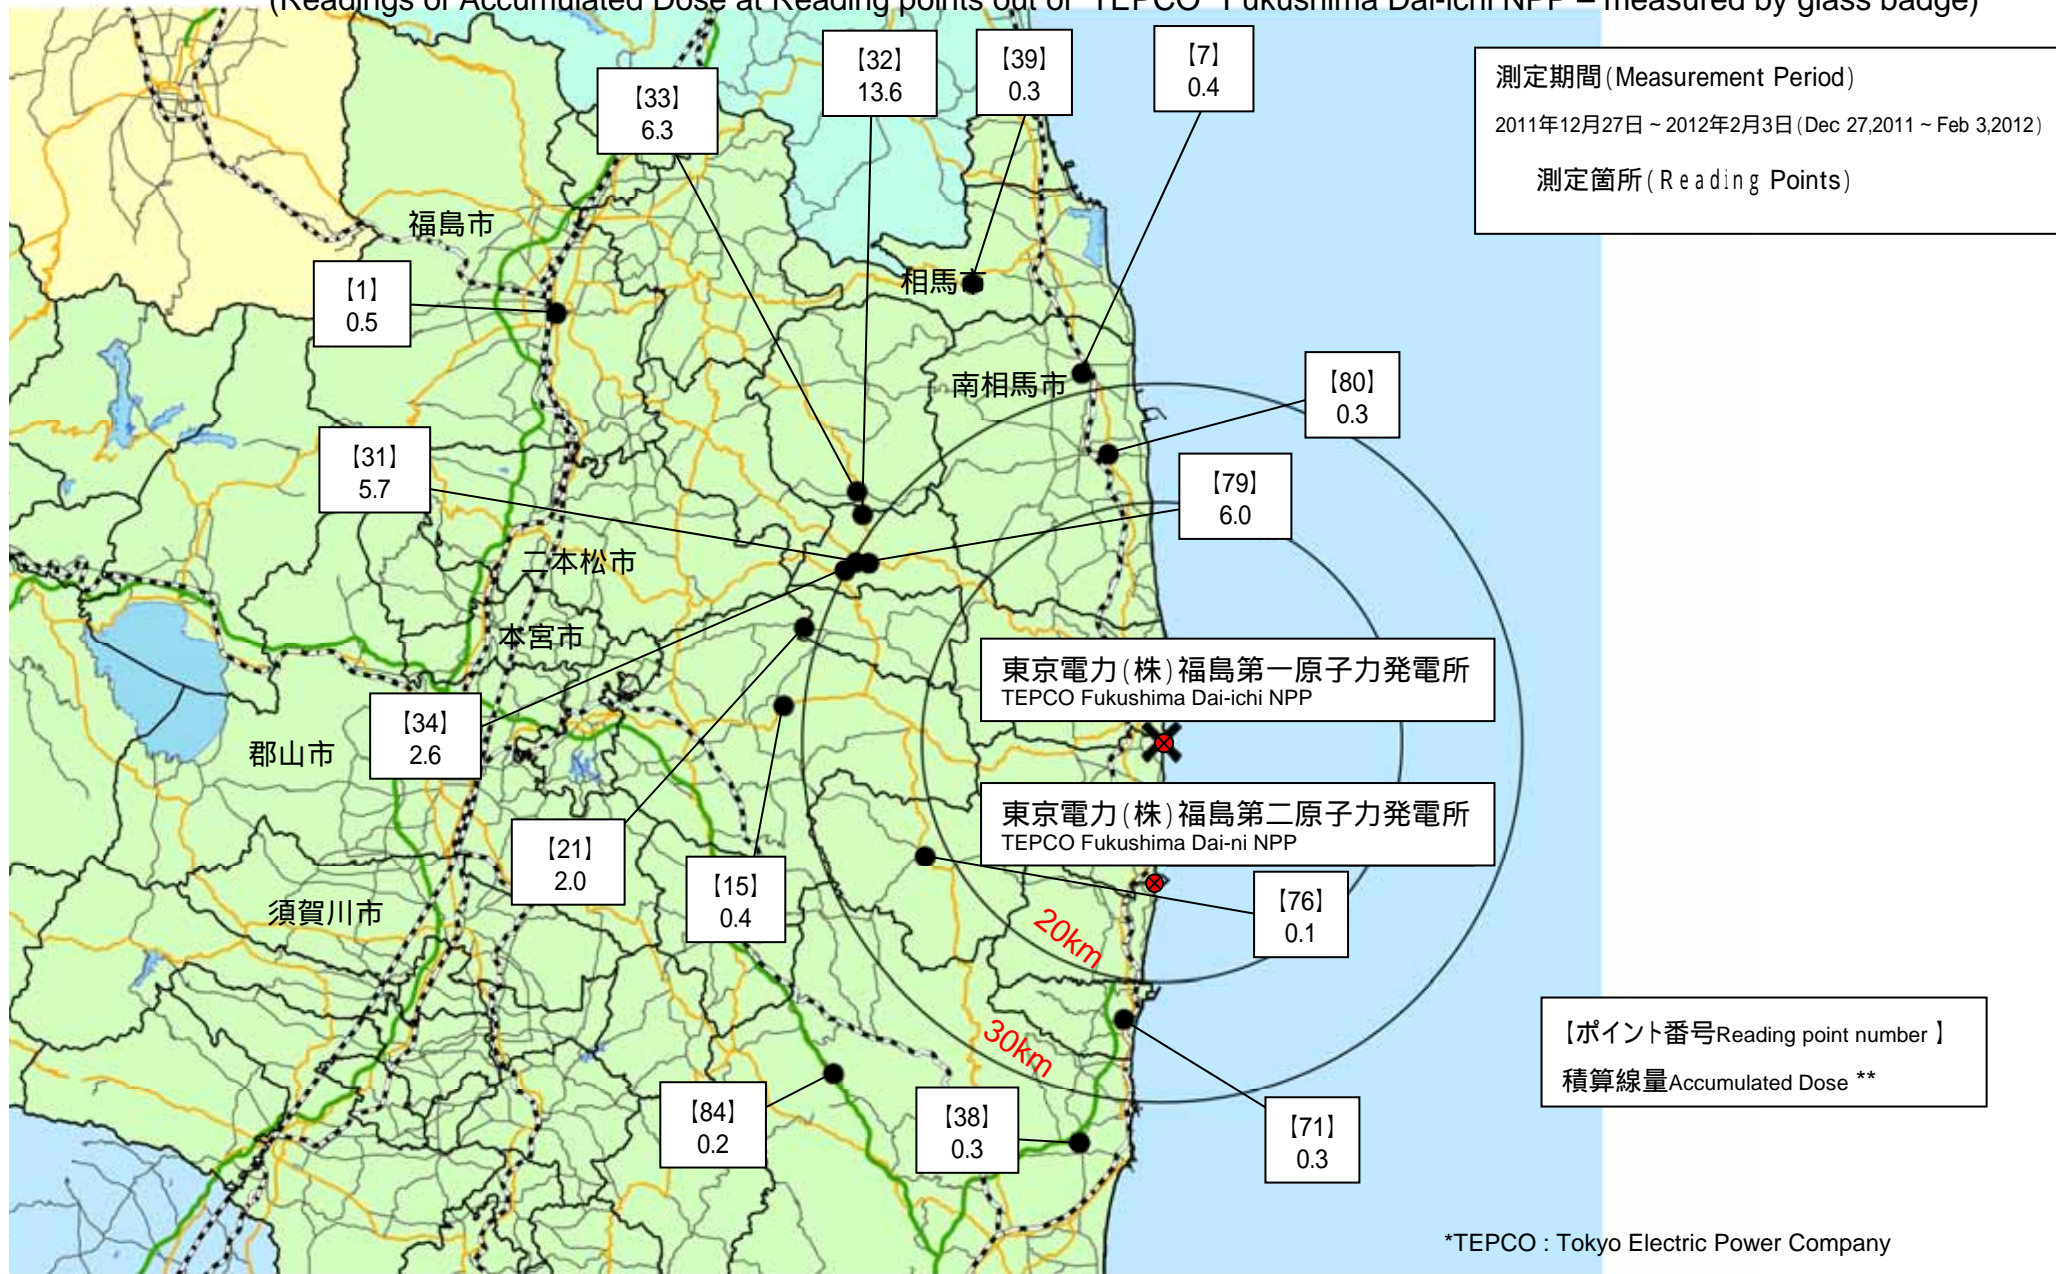 (Readings of Accumulated Dose at Reading points out of *TEPCO* Fukushima Dai-ichi NPP – measured by glass badge)
【32】
13.6
【39】
0.3
【7】
0.4
【33】
6.3
測定期間(Measurement Period)
2011年12月27日 ~ 2012年2月3日(Dec 27,2011 ~ Feb 3,2012)
測定箇所(Reading Points)
福島市
相馬市
【1】
0.5
南相馬市
【80】
0.3
【31】
5.7
【79】
6.0
二本松市
本宮市
東京電力(株)福島第一原子力発電所
TEPCO Fukushima Dai-ichi NPP
【34】
2.6
郡山市
東京電力(株)福島第二原子力発電所
TEPCO Fukushima Dai-ni NPP
【21】
2.0
【15】
0.4
【76】
0.1
須賀川市
20km
30km
【ポイント番号Reading point number 】
積算線量Accumulated Dose **
【84】
0.2
【38】
0.3
【71】
0.3
*TEPCO : Tokyo Electric Power Company